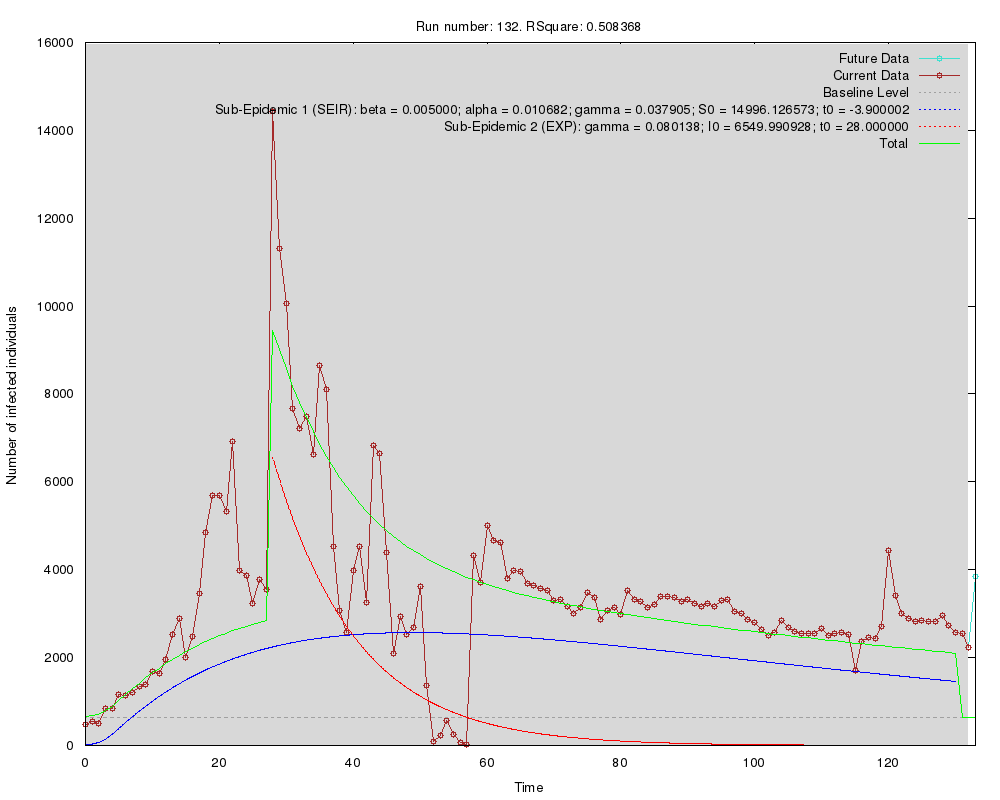 Run number: 132. RSquare: 0.508368
16000
14000
12000
10000
8000
6000
4000
2000
0
Number of infected individuals
Future Data
Current Data
Baseline Level
Sub-Epidemic 1 (SEIR): beta = 0.005000; alpha = 0.010682; gamma = 0.037905; S0 = 14996.126573; t0 = -3.900002
Sub-Epidemic 2 (EXP): gamma = 0.080138; I0 = 6549.990928; t0 = 28.000000
Total
0 20 40 60 80 100 120
Time